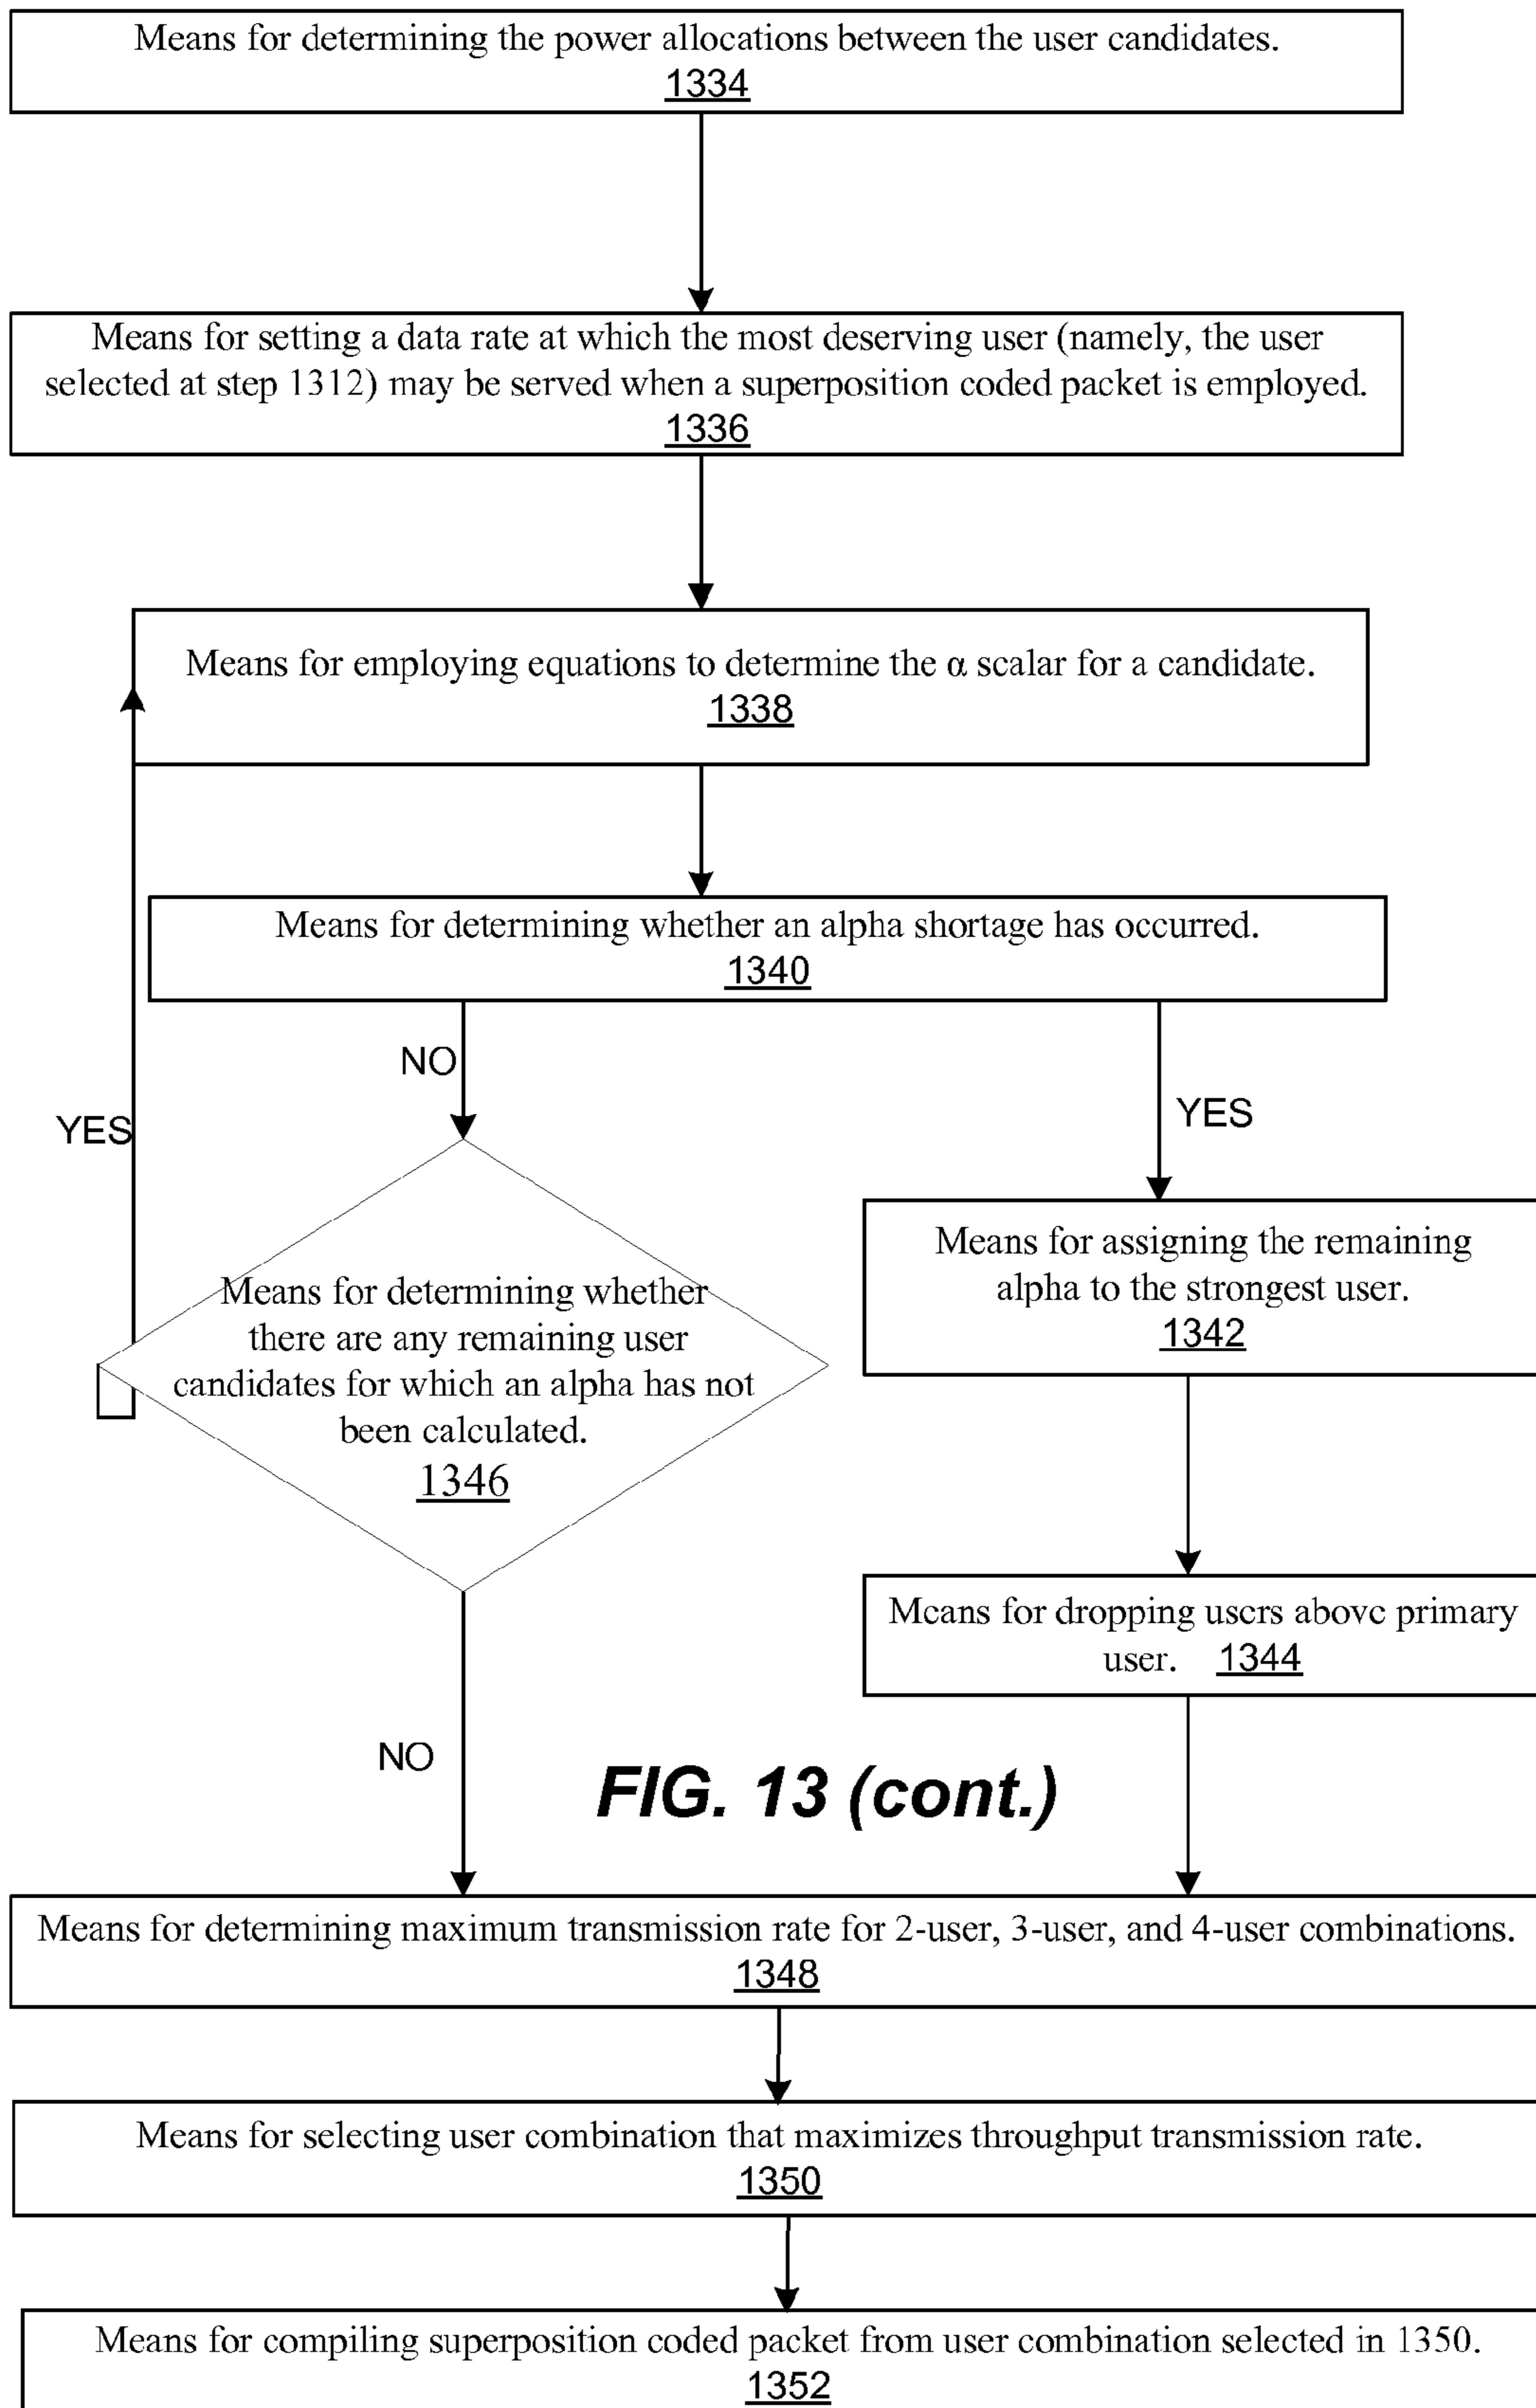 Means for determining the power allocations between the user candidates.
1334
Means for setting a data rate at which the most deserving user (namely, the user
selected at step 1312) may be served when a superposition coded packet is employed.
1336
Means for employing equations to determine the α scalar for a candidate.
1338
Means for determining whether an alpha shortage has occurred.
1340
NO
YES
YES
Means for assigning the remaining
alpha to the strongest user.
1342
Means for determining whether
there are any remaining user
candidates for which an alpha has not
been calculated.
1346
Means for dropping users above primary
user. 1344
NO
FIG. 13 (cont.)
Means for determining maximum transmission rate for 2-user, 3-user, and 4-user combinations.
1348
Means for selecting user combination that maximizes throughput transmission rate.
1350
Means for compiling superposition coded packet from user combination selected in 1350.
1352